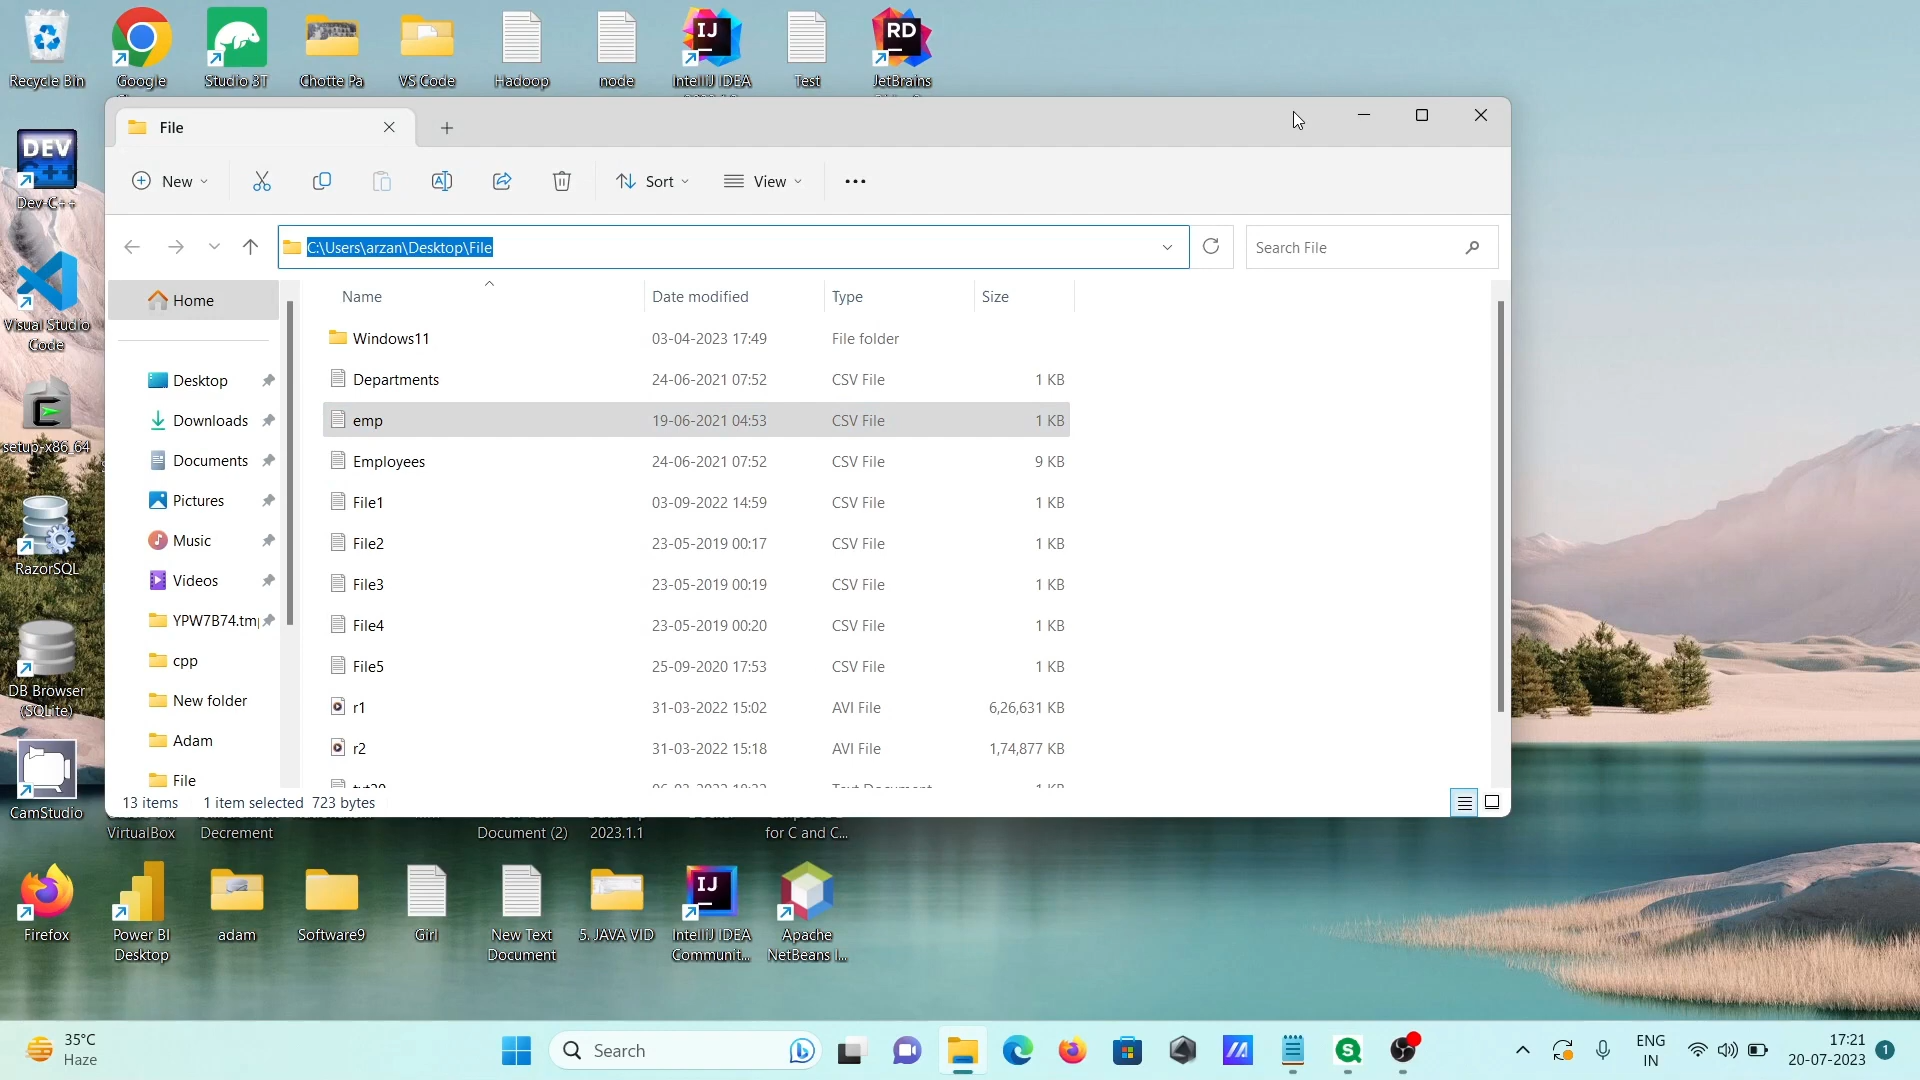 Recycle Bin
Google
Studio 3T
Chotte Pa
VS Code
Hadoop
node
IntelliJ IDEA
Test
JetBrains
DEV
C++
Dev-C++
Visual Studio
Code
setup-x86_64
RazorSQL
DB Browser
(SQLite)
CamStudio
File
New
Sort
View
C:\Users\arzan\Desktop\File
Search File
Home
Desktop
Downloads
Documents
Pictures
Music
Videos
YPW7B74.tm
cpp
New folder
Adam
File
Name Date modified Type Size
Windows11 03-04-2023 17:49 File folder
Departments 24-06-2021 07:52 CSV File 1 KB
emp 19-06-2021 04:53 CSV File 1 KB
Employees 24-06-2021 07:52 CSV File 9 KB
File1 03-09-2022 14:59 CSV File 1 KB
File2 23-05-2019 00:17 CSV File 1 KB
File3 23-05-2019 00:19 CSV File 1 KB
File4 23-05-2019 00:20 CSV File 1 KB
File5 25-09-2020 17:53 CSV File 1 KB
r1 31-03-2022 15:02 AVI File 6,26,631 KB
r2 31-03-2022 15:18 AVI File 1,74,877 KB
13 items 1 item selected 723 bytes
VirtualBox
Decrement
Document (2)
2023.1.1
for C and C...
Firefox
Power BI
Desktop
adam
Software9
Girl
New Text
Document
5. JAVA VID
IntelliJ IDEA
Communit...
Apache
NetBeans I...
35°C
Haze
Search
ENG
IN
17:21
20-07-2023
1